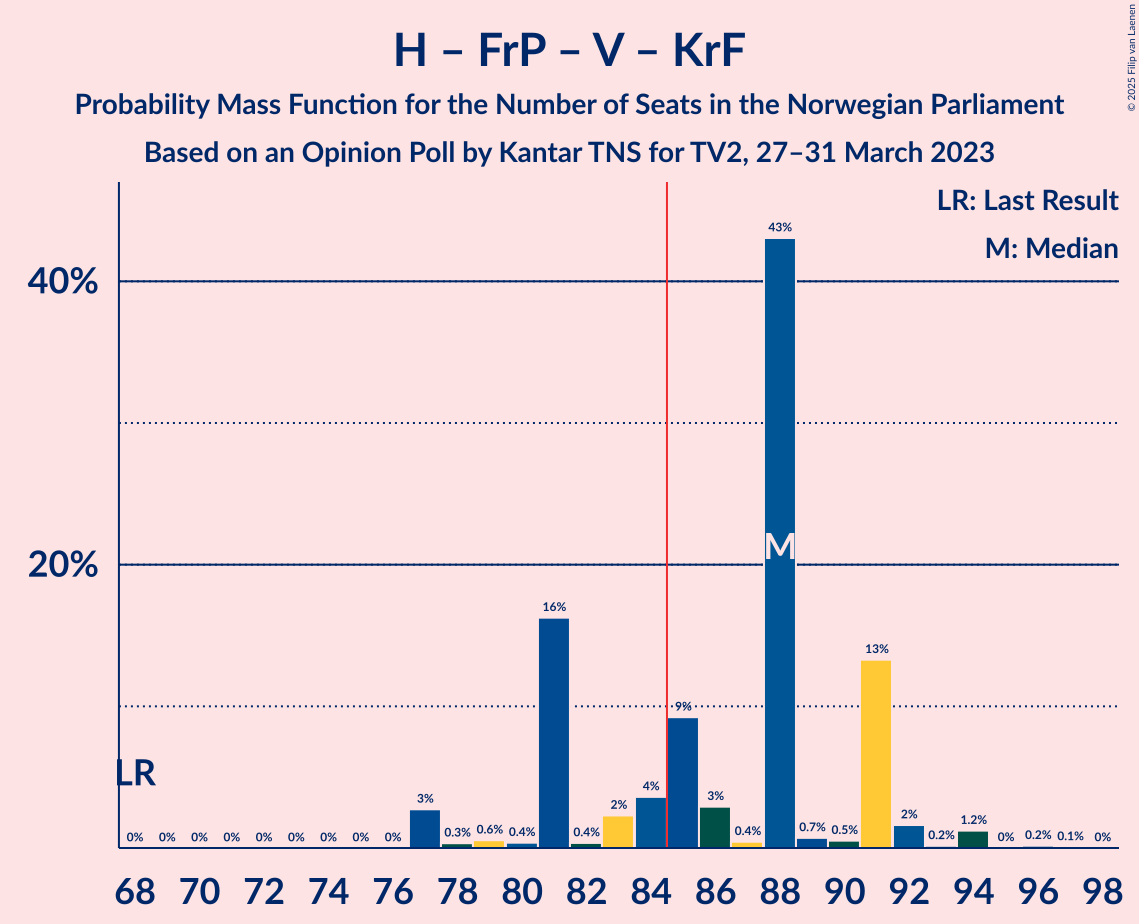 H – FrP – V – KrF
Probability Mass Function for the Number of Seats in the Norwegian Parliament
Based on an Opinion Poll by Kantar TNS for TV2, 27–31 March 2023
© 2025 Filip van Laenen
LR: Last Result
M: Median
40%
20%
LR
M
0% 0% 0% 0% 0% 0% 0% 0% 0% 3% 0.3% 0.6% 0.4% 16% 0.4% 2% 4% 9% 3% 0.4% 43% 0.7% 0.5% 13% 2% 0.2% 1.2% 0% 0.2% 0.1% 0%
68 70 72 74 76 78 80 82 84 86 88 90 92 94 96 98